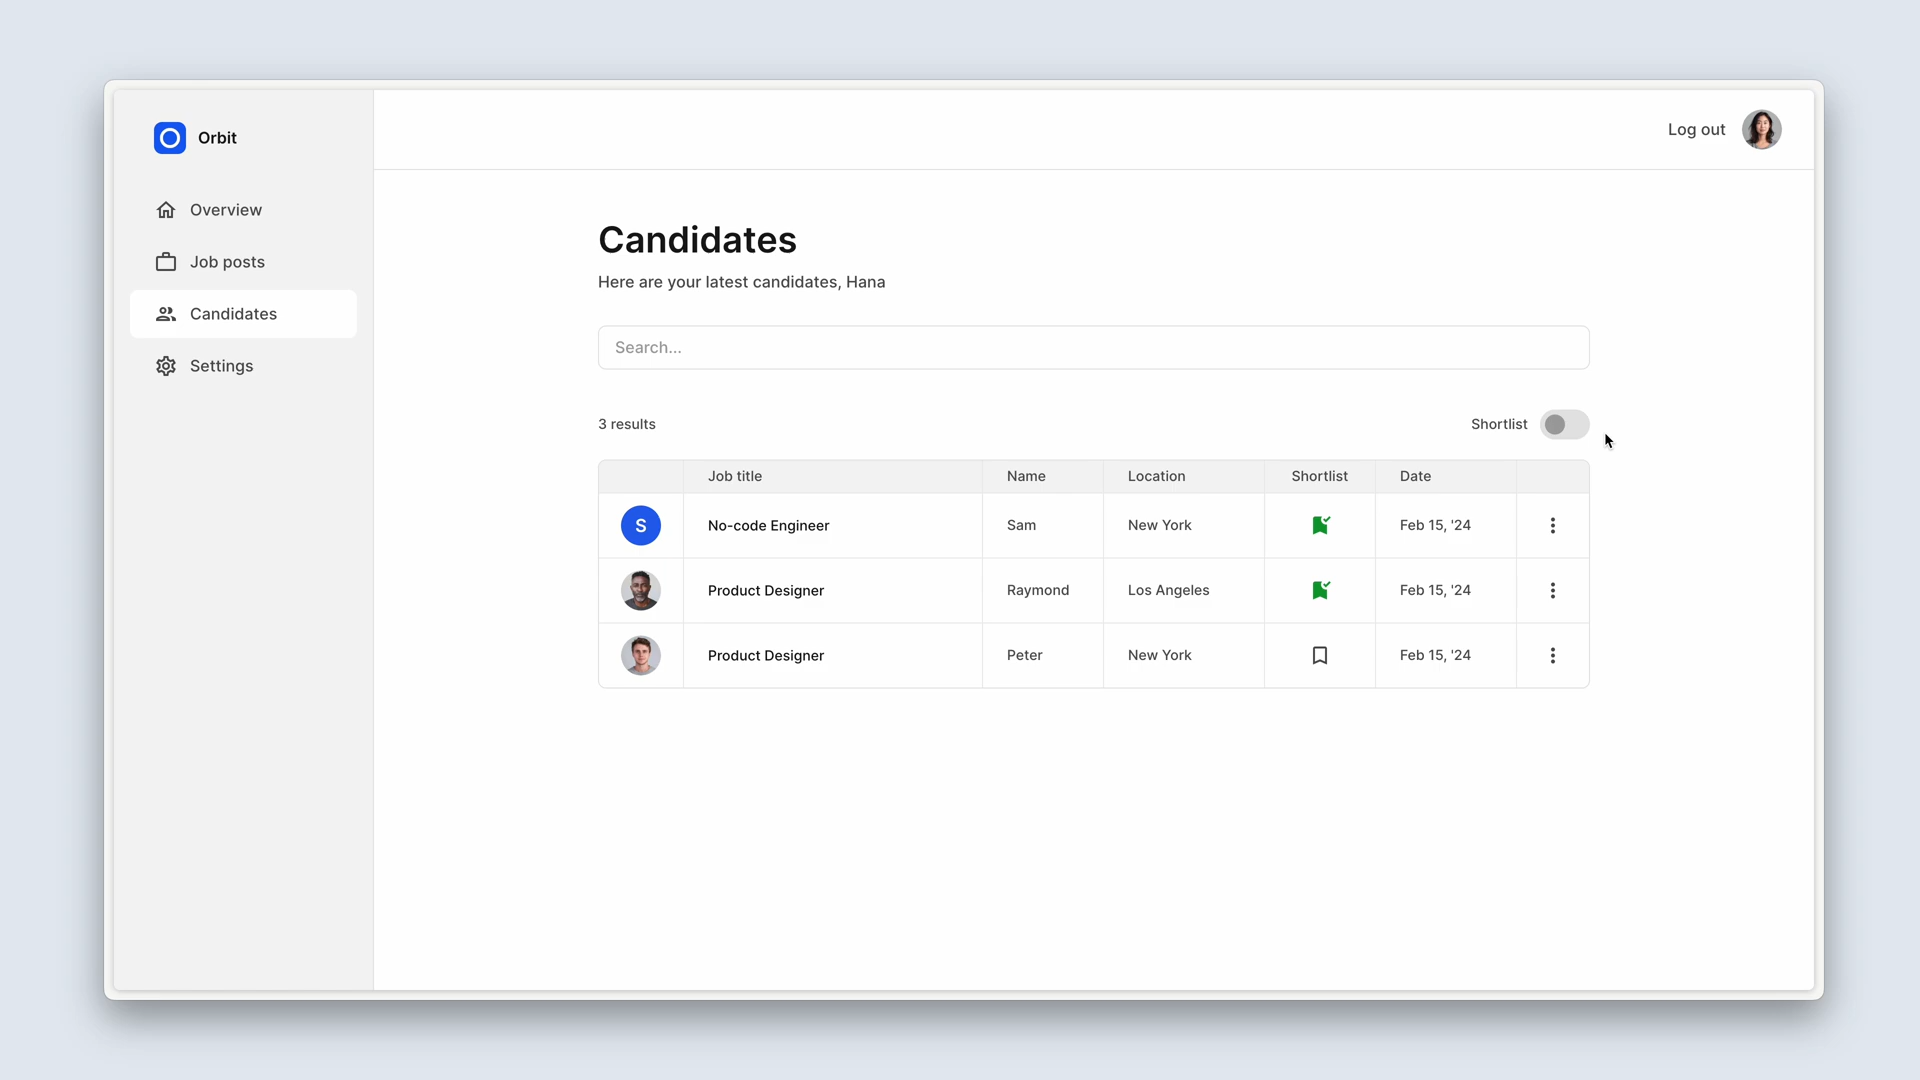 Orbit
Log out
Overview
Job posts
Candidates
Settings
Candidates
Here are your latest candidates, Hana
Search...
3 results
Shortlist
Job title Name Location Shortlist Date
S No-code Engineer Sam New York Feb 15, '24
Product Designer Raymond Los Angeles Feb 15, '24
Product Designer Peter New York Feb 15, '24